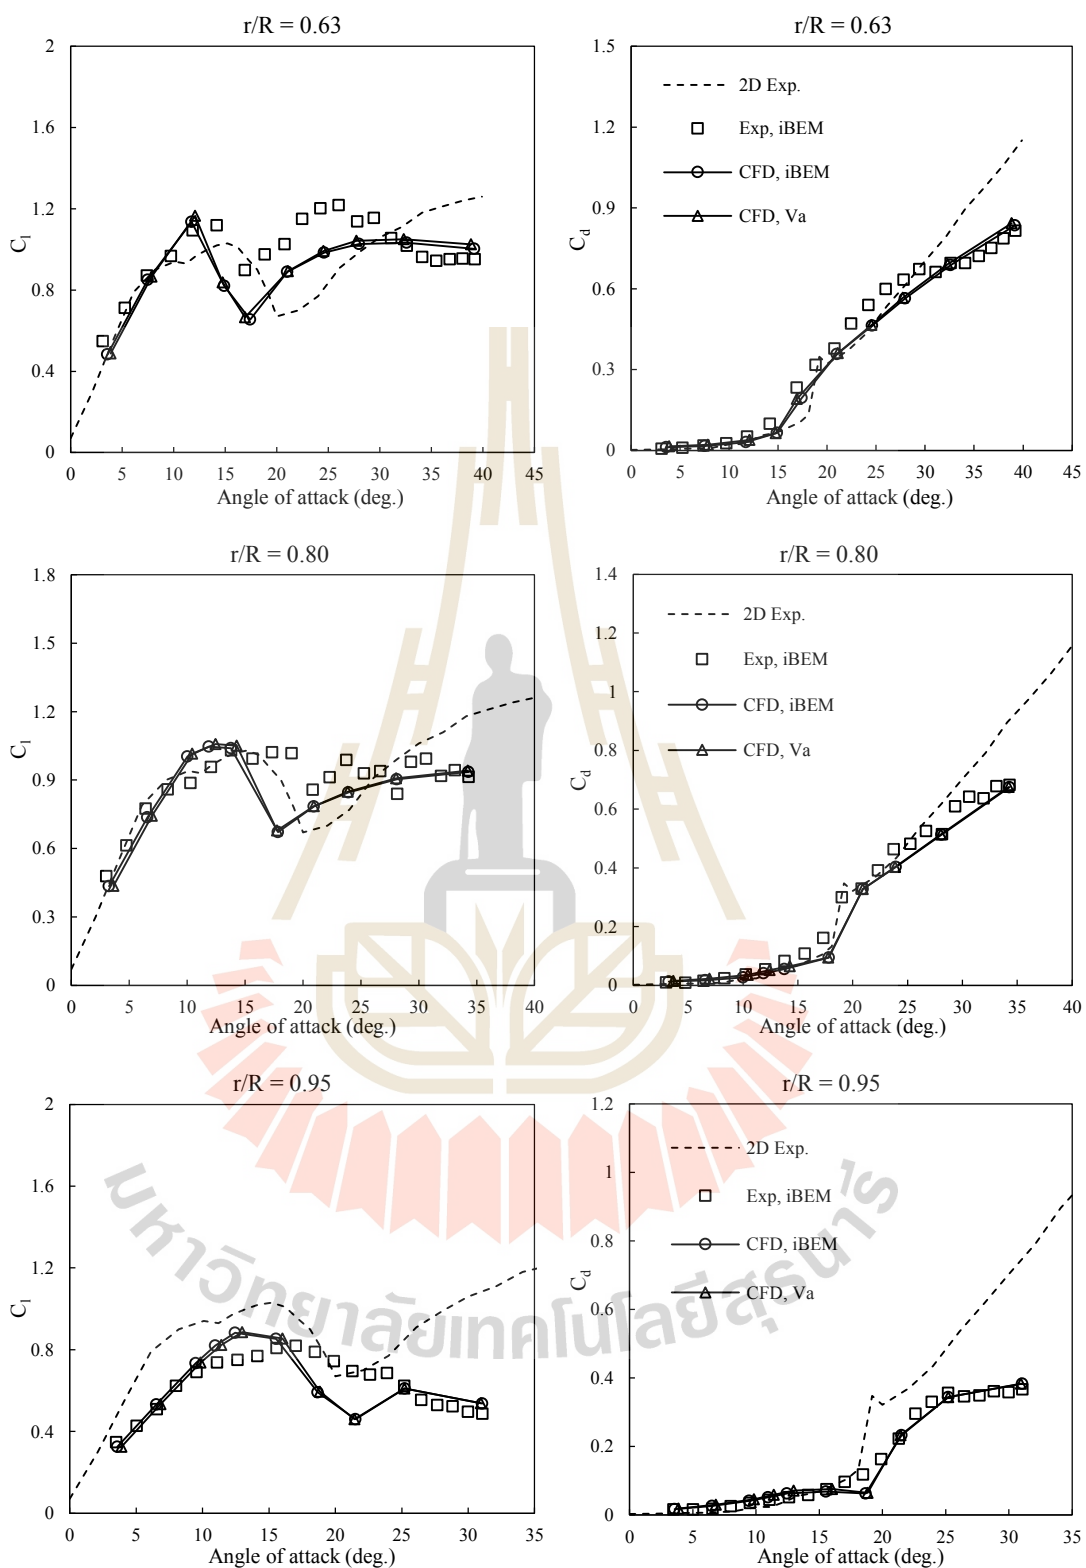 r/R = 0.63
2
1.6
1.2
0.8
0.4
0
C_l
0 5 10 15 20 25 30 35 40 45
Angle of attack (deg.)
r/R = 0.63
1.5
1.2
0.9
0.6
0.3
0
C_d
2D Exp.
Exp, iBEM
CFD, iBEM
CFD, Va
0 5 10 15 20 25 30 35 40 45
Angle of attack (deg.)
r/R = 0.80
1.8
1.5
1.2
0.9
0.6
0.3
0
C_l
0 5 10 15 20 25 30 35 40
Angle of attack (deg.)
r/R = 0.80
1.4
1.2
1
0.8
0.6
0.4
0.2
0
C_d
2D Exp.
Exp, iBEM
CFD, iBEM
CFD, Va
0 5 10 15 20 25 30 35 40
Angle of attack (deg.)
r/R = 0.95
2
1.6
1.2
0.8
0.4
0
C_l
0 5 10 15 20 25 30 35
Angle of attack (deg.)
r/R = 0.95
1.2
1
0.8
0.6
0.4
0.2
0
C_d
2D Exp.
Exp, iBEM
CFD, iBEM
CFD, Va
0 5 10 15 20 25 30 35
Angle of attack (deg.)
มหาวิทยาลัยเทคโนโลยีสุรนารี